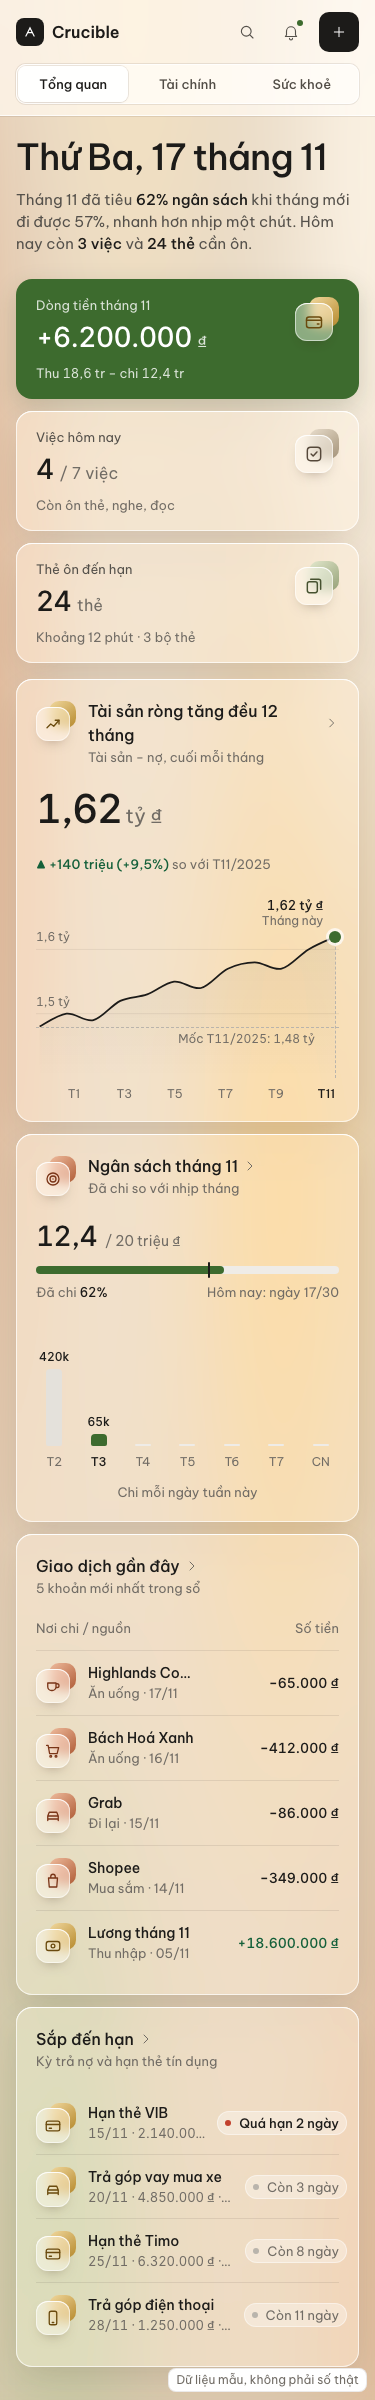 Crucible
Tổng quan
Tài chính
Sức khoẻ
Thứ Ba, 17 tháng 11
Tháng 11 đã tiêu 62% ngân sách khi tháng mới
đi được 57%, nhanh hơn nhịp một chút. Hôm
nay còn 3 việc và 24 thẻ cần ôn.
Dòng tiền tháng 11
+6.200.000 ₫
Thu 18,6 tr − chi 12,4 tr
Việc hôm nay
4 / 7 việc
Còn ôn thẻ, nghe, đọc
Thẻ ôn đến hạn
24 thẻ
Khoảng 12 phút · 3 bộ thẻ
Tài sản ròng tăng đều 12
tháng
Tài sản − nợ, cuối mỗi tháng
1,62 tỷ ₫
▲ +140 triệu (+9,5%) so với T11/2025
1,62 tỷ ₫
Tháng này
1,6 tỷ
1,5 tỷ
Mốc T11/2025: 1,48 tỷ
T1 T3 T5 T7 T9 T11
Ngân sách tháng 11
Đã chi so với nhịp tháng
12,4 / 20 triệu ₫
Đã chi 62%
Hôm nay: ngày 17/30
420k
65k
T2 T3 T4 T5 T6 T7 CN
Chi mỗi ngày tuần này
Giao dịch gần đây
5 khoản mới nhất trong sổ
Nơi chi / nguồn
Số tiền
Highlands Co...
Ăn uống · 17/11
−65.000 ₫
Bách Hoá Xanh
Ăn uống · 16/11
−412.000 ₫
Grab
Đi lại · 15/11
−86.000 ₫
Shopee
Mua sắm · 14/11
−349.000 ₫
Lương tháng 11
Thu nhập · 05/11
+18.600.000 ₫
Sắp đến hạn
Kỳ trả nợ và hạn thẻ tín dụng
Hạn thẻ VIB
15/11 · 2.140.00...
Quá hạn 2 ngày
Trả góp vay mua xe
20/11 · 4.850.000 ₫ ·...
Còn 3 ngày
Hạn thẻ Timo
25/11 · 6.320.000 ₫ ·...
Còn 8 ngày
Trả góp điện thoại
28/11 · 1.250.000 ₫ ·...
Còn 11 ngày
Dữ liệu mẫu, không phải số thật